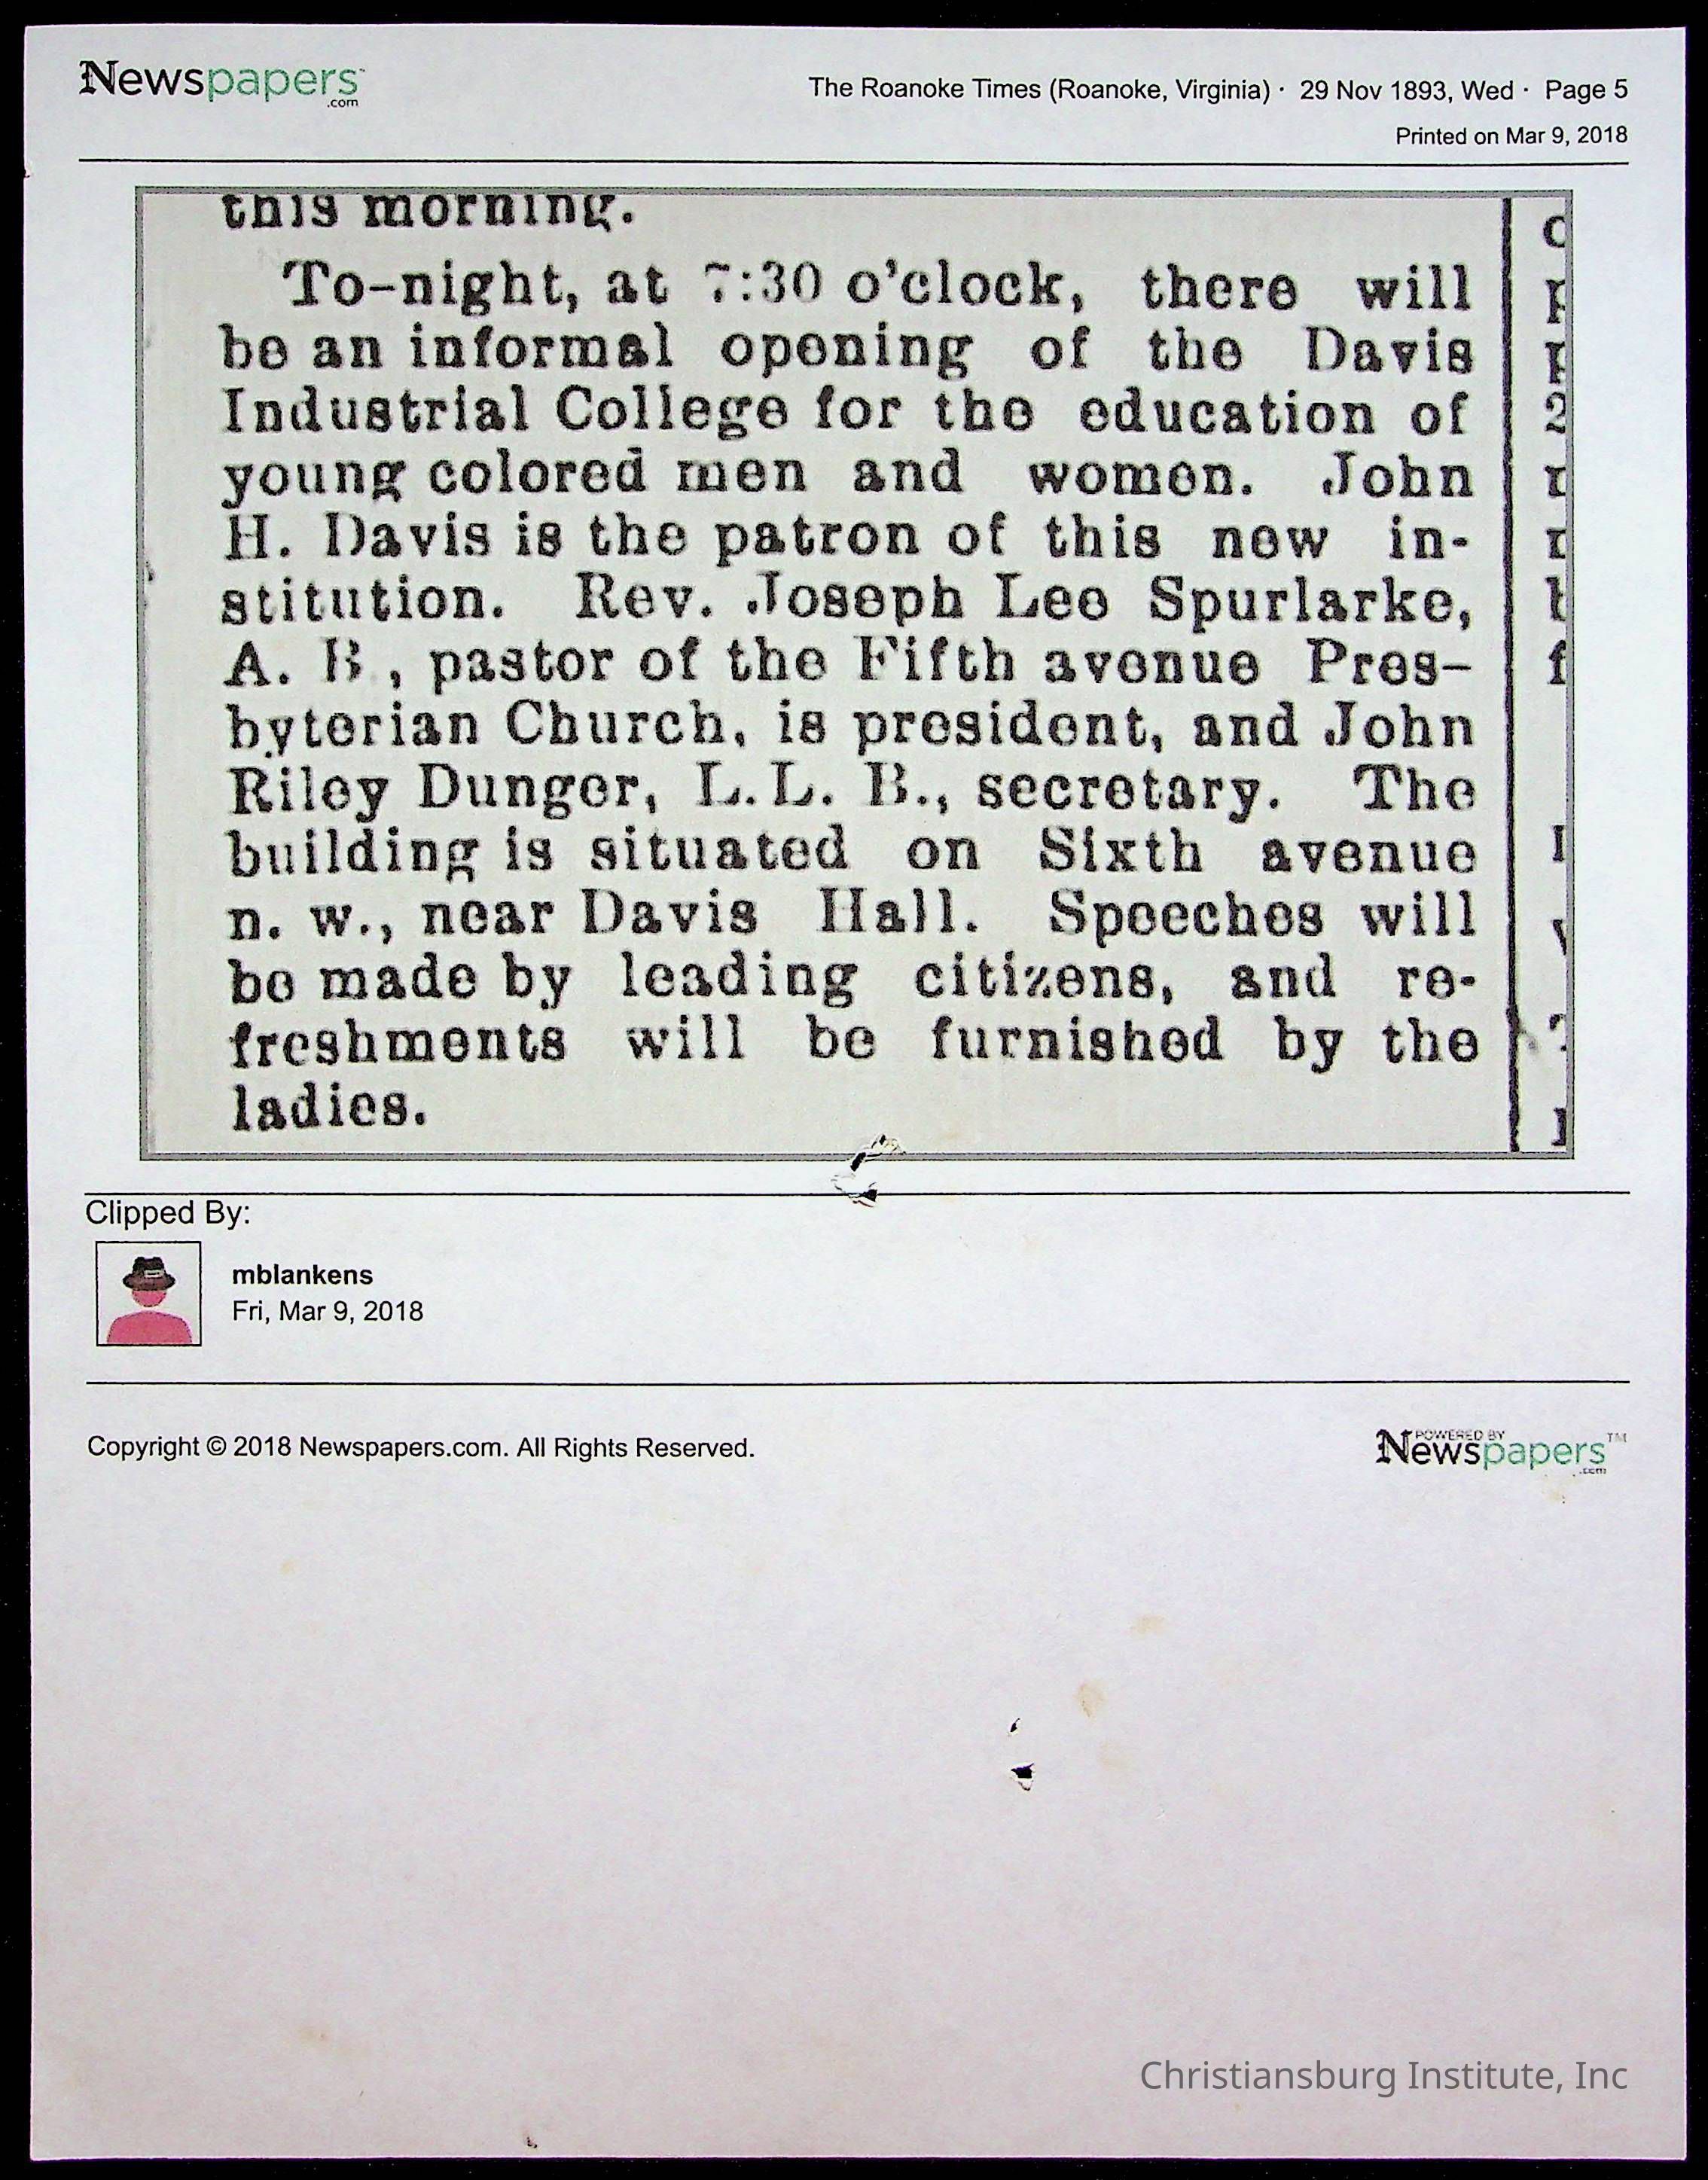 Newspapers™
.com
The Roanoke Times (Roanoke, Virginia) · 29 Nov 1893, Wed · Page 5
Printed on Mar 9, 2018
this morning.
To-night, at 7:30 o'clock, there will
be an informal opening of the Davis
Industrial College for the education of
young colored men and women. John
H. Davis is the patron of this new in-
stitution. Rev. Joseph Lee Spurlarke,
A. B., pastor of the Fifth avenue Pres-
byterian Church, is president, and John
Riley Dunger, L.L. B., secretary. The
building is situated on Sixth avenue
n. w., near Davis Hall. Speeches will
be made by leading citizens, and re-
freshments will be furnished by the
ladies.
Clipped By:
mblankens
Fri, Mar 9, 2018
Copyright © 2018 Newspapers.com. All Rights Reserved.
POWERED BY
Newspapers™
.com
Christiansburg Institute, Inc